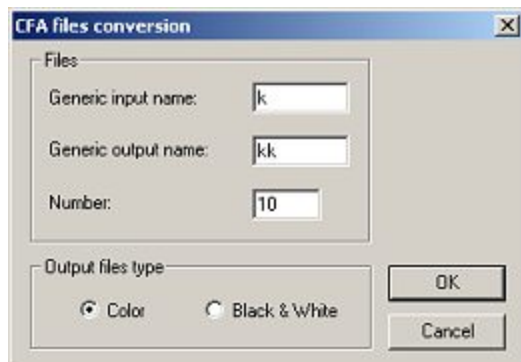 CFA files conversion
Files
Generic input name: k
Generic output name: kk
Number: 10
Output files type
Color Black & White
OK
Cancel